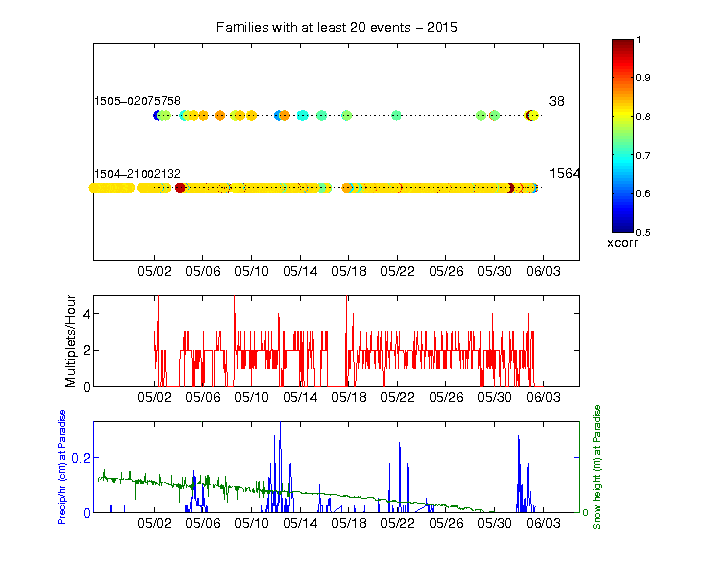 Families with at least 20 events – 2015
1505–02075758
38
1504–21002132
1564
05/02 05/06 05/10 05/14 05/18 05/22 05/26 05/30 06/03
1
0.9
0.8
0.7
0.6
0.5
xcorr
Multiplets/Hour
4
2
0
05/02 05/06 05/10 05/14 05/18 05/22 05/26 05/30 06/03
Precip/hr (cm) at Paradise
0.2
0
05/02 05/06 05/10 05/14 05/18 05/22 05/26 05/30 06/03
0
Snow height (m) at Paradise